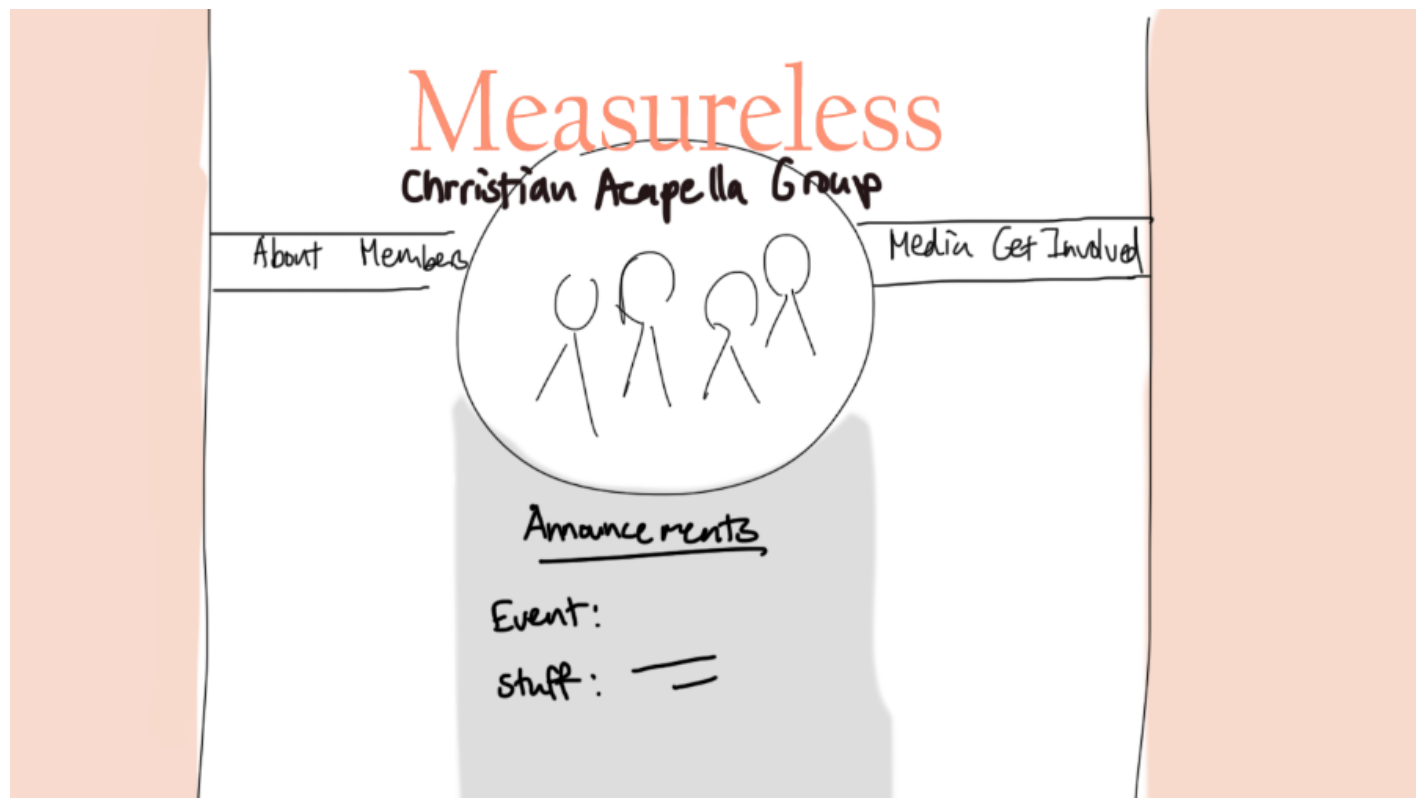 Measureless
Chrristian Acapella Group
About Members
Media Get Involved
Announcements
Event:
Stuff: